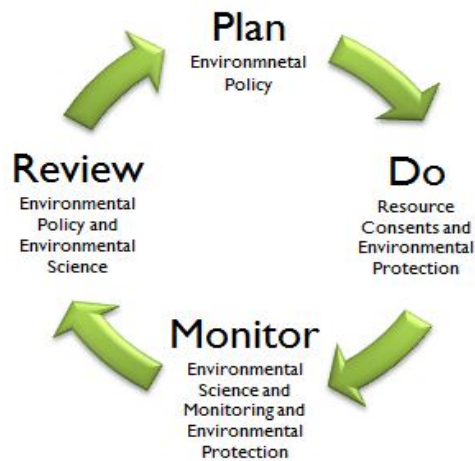 Plan
Environmnetal
Policy
Do
Resource
Consents and
Environmental
Protection
Monitor
Environmental
Science and
Monitoring and
Environmental
Protection
Review
Environmental
Policy and
Environmental
Science